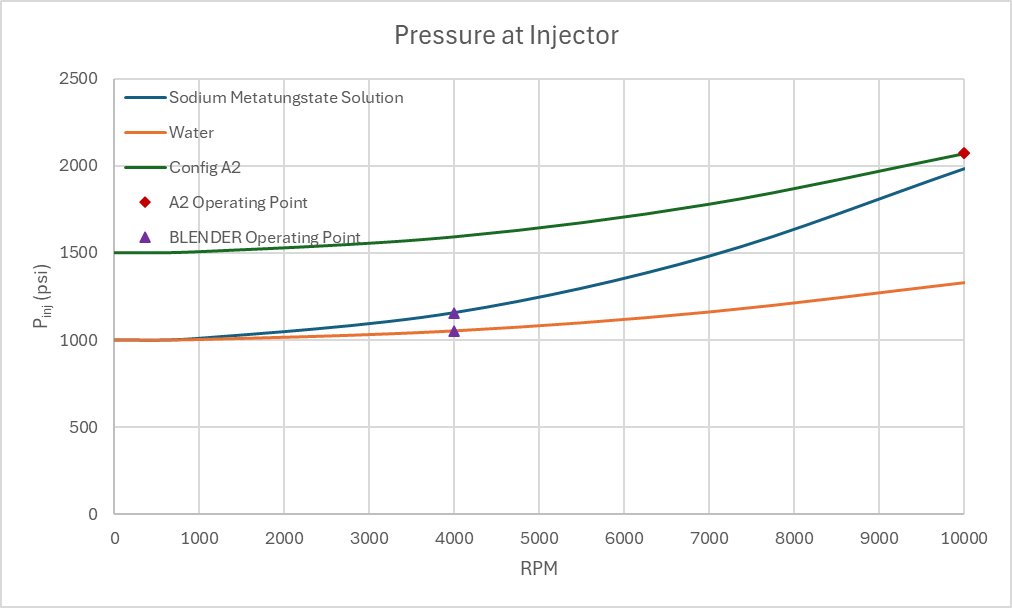 Pressure at Injector
2500
2000
1500
1000
500
0
P_inj (psi)
Sodium Metatungstate Solution
Water
Config A2
A2 Operating Point
BLENDER Operating Point
0 1000 2000 3000 4000 5000 6000 7000 8000 9000 10000
RPM